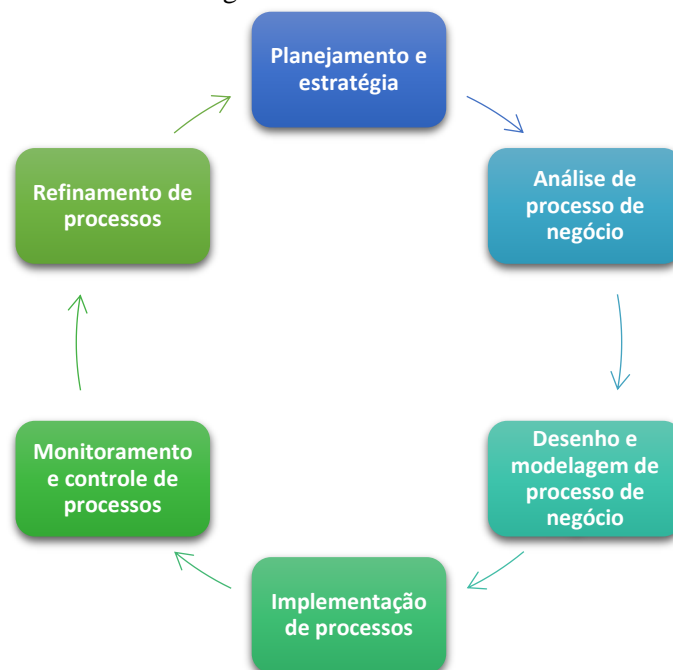 Planejamento e
estratégia
Análise de
processo de
negócio
Desenho e
modelagem de
processo de
negócio
Implementação
de processos
Monitoramento
e controle de
processos
Refinamento de
processos